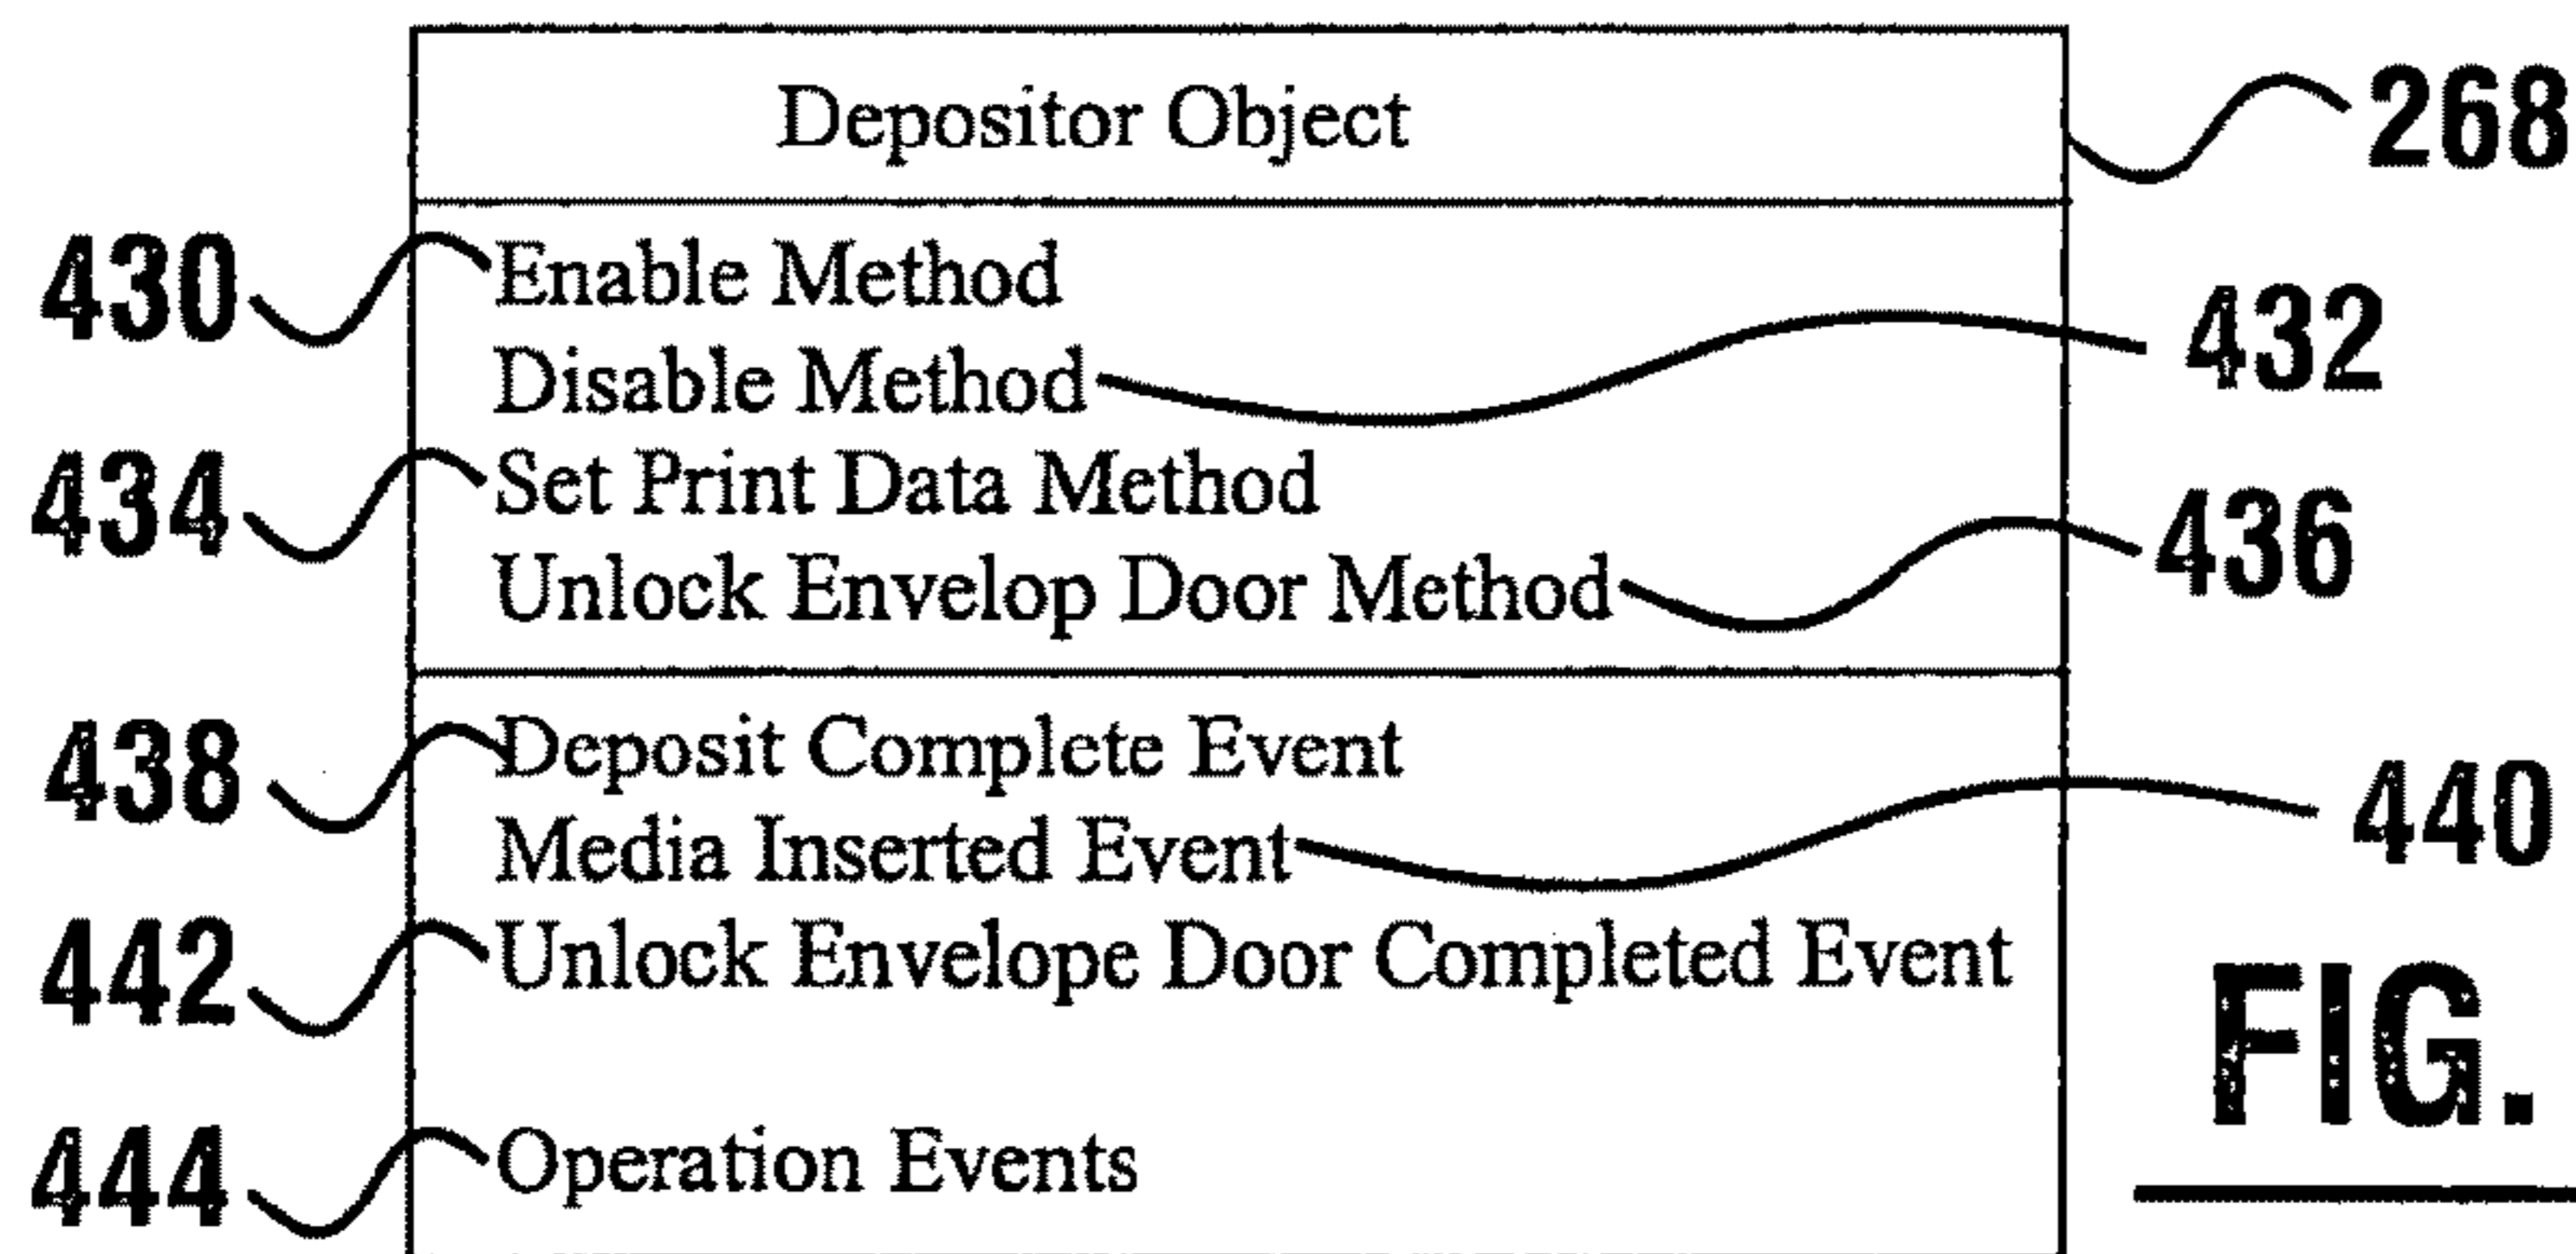 Depositor Object
268
430
Enable Method
432
Disable Method
434
Set Print Data Method
436
Unlock Envelop Door Method
438
Deposit Complete Event
440
Media Inserted Event
442
Unlock Envelope Door Completed Event
444
Operation Events
FIG.